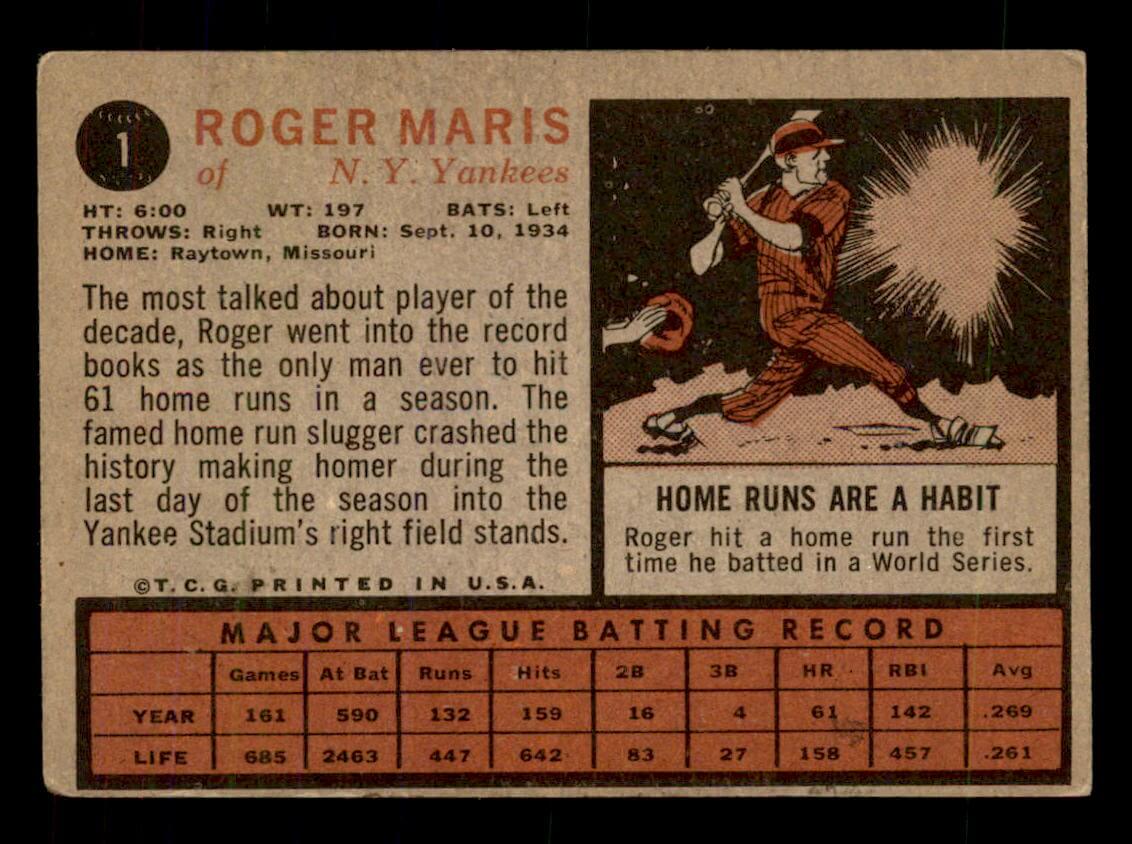 1
ROGER MARIS
of N. Y. Yankees
HT: 6:00 WT: 197 BATS: Left
THROWS: Right BORN: Sept. 10, 1934
HOME: Raytown, Missouri
The most talked about player of the
decade, Roger went into the record
books as the only man ever to hit
61 home runs in a season. The
famed home run slugger crashed the
history making homer during the
last day of the season into the
Yankee Stadium's right field stands.
©T. C. G. PRINTED IN U.S.A.
HOME RUNS ARE A HABIT
Roger hit a home run the first
time he batted in a World Series.
MAJOR LEAGUE BATTING RECORD
Games At Bat Runs Hits 2B 3B HR RBI Avg
YEAR 161 590 132 159 16 4 61 142 .269
LIFE 685 2463 447 642 83 27 158 457 .261